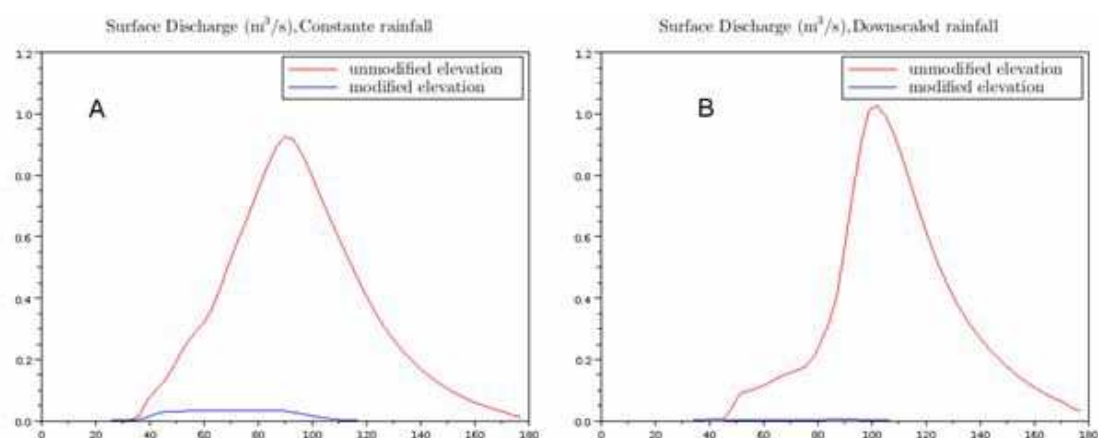 Surface Discharge (m³/s),Constante rainfall
1.2
unmodified elevation
modified elevation
A
1.0
0.8
0.6
0.4
0.2
0.0
0 20 40 60 80 100 120 140 160 180
Surface Discharge (m³/s),Downscaled rainfall
1.2
unmodified elevation
modified elevation
B
1.0
0.8
0.6
0.4
0.2
0.0
0 20 40 60 80 100 120 140 160 180